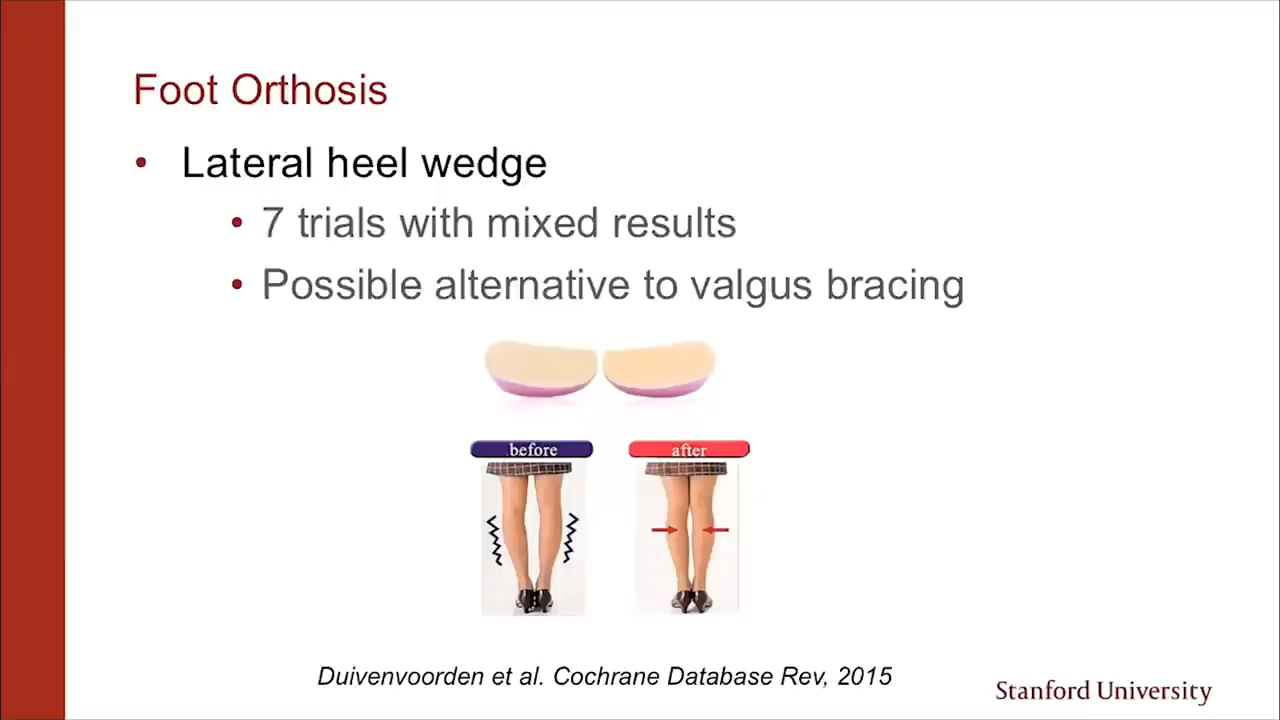 Foot Orthosis
• Lateral heel wedge
• 7 trials with mixed results
• Possible alternative to valgus bracing
before
after
Duivenvoorden et al. Cochrane Database Rev, 2015
Stanford University